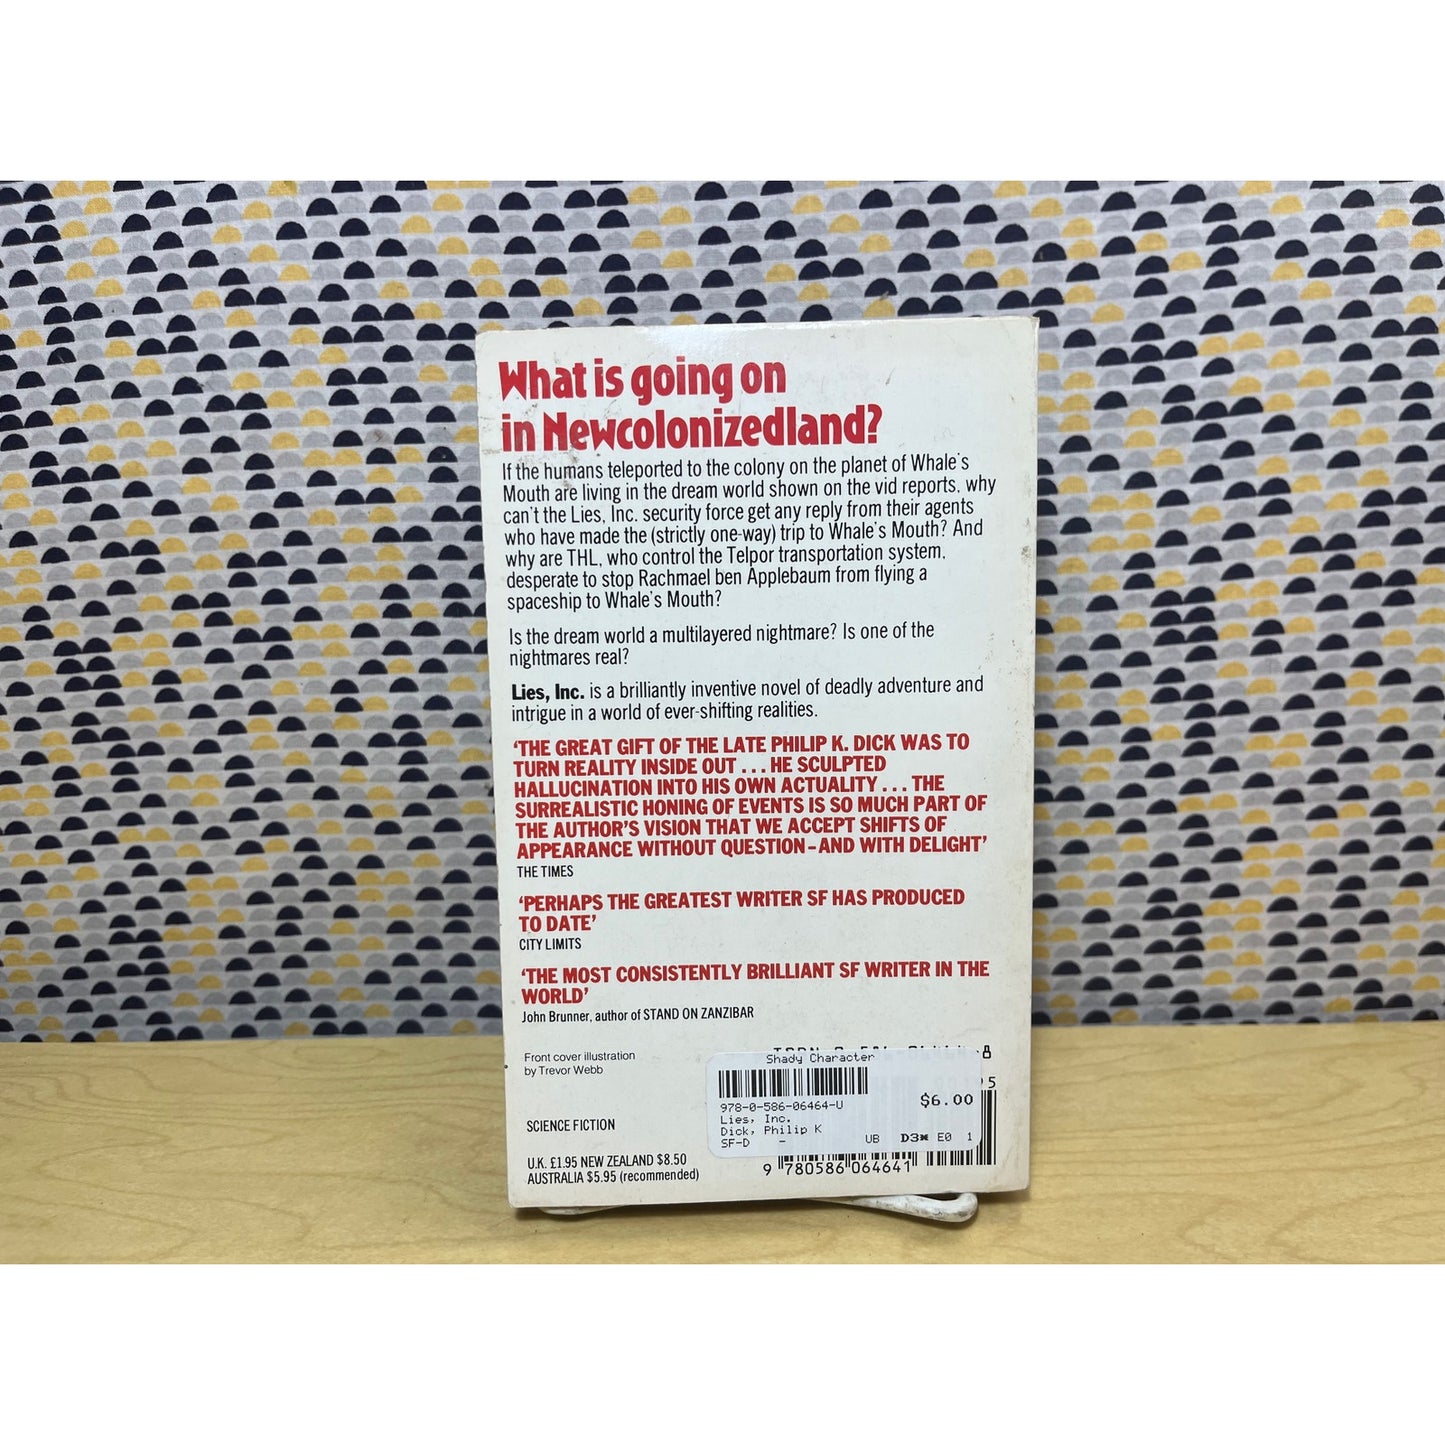 What is going on
in Newcolonizedland?
If the humans teleported to the colony on the planet of Whale's
Mouth are living in the dream world shown on the vid reports, why
can't the Lies, Inc. security force get any reply from their agents
who have made the (strictly one-way) trip to Whale's Mouth? And
why are THL, who control the Telpor transportation system,
desperate to stop Rachmael ben Applebaum from flying a
spaceship to Whale's Mouth?
Is the dream world a multilayered nightmare? Is one of the
nightmares real?
Lies, Inc. is a brilliantly inventive novel of deadly adventure and
intrigue in a world of ever-shifting realities.
‘THE GREAT GIFT OF THE LATE PHILIP K. DICK WAS TO
TURN REALITY INSIDE OUT . . . HE SCULPTED
HALLUCINATION INTO HIS OWN ACTUALITY . . . THE
SURREALISTIC HONING OF EVENTS IS SO MUCH PART OF
THE AUTHOR'S VISION THAT WE ACCEPT SHIFTS OF
APPEARANCE WITHOUT QUESTION – AND WITH DELIGHT’
THE TIMES
‘PERHAPS THE GREATEST WRITER SF HAS PRODUCED
TO DATE’
CITY LIMITS
‘THE MOST CONSISTENTLY BRILLIANT SF WRITER IN THE
WORLD’
John Brunner, author of STAND ON ZANZIBAR
Front cover illustration
by Trevor Webb
SCIENCE FICTION
U.K. £1.95 NEW ZEALAND $8.50
AUSTRALIA $5.95 (recommended)
Shady Character
978-0-586-06464-U
$6.00
Lies, Inc.
Dick, Philip K
SF-D - UB D3* E0 1
9 780586 064641